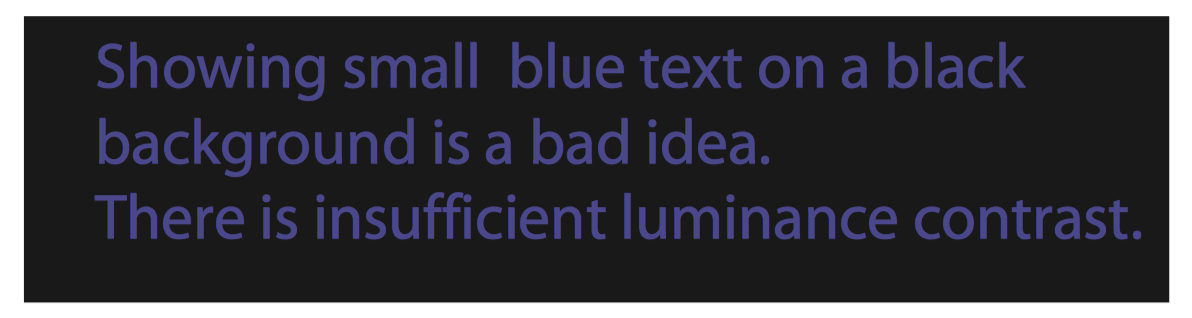 Showing small  blue text on a black
background is a bad idea.
There is insufficient luminance contrast.